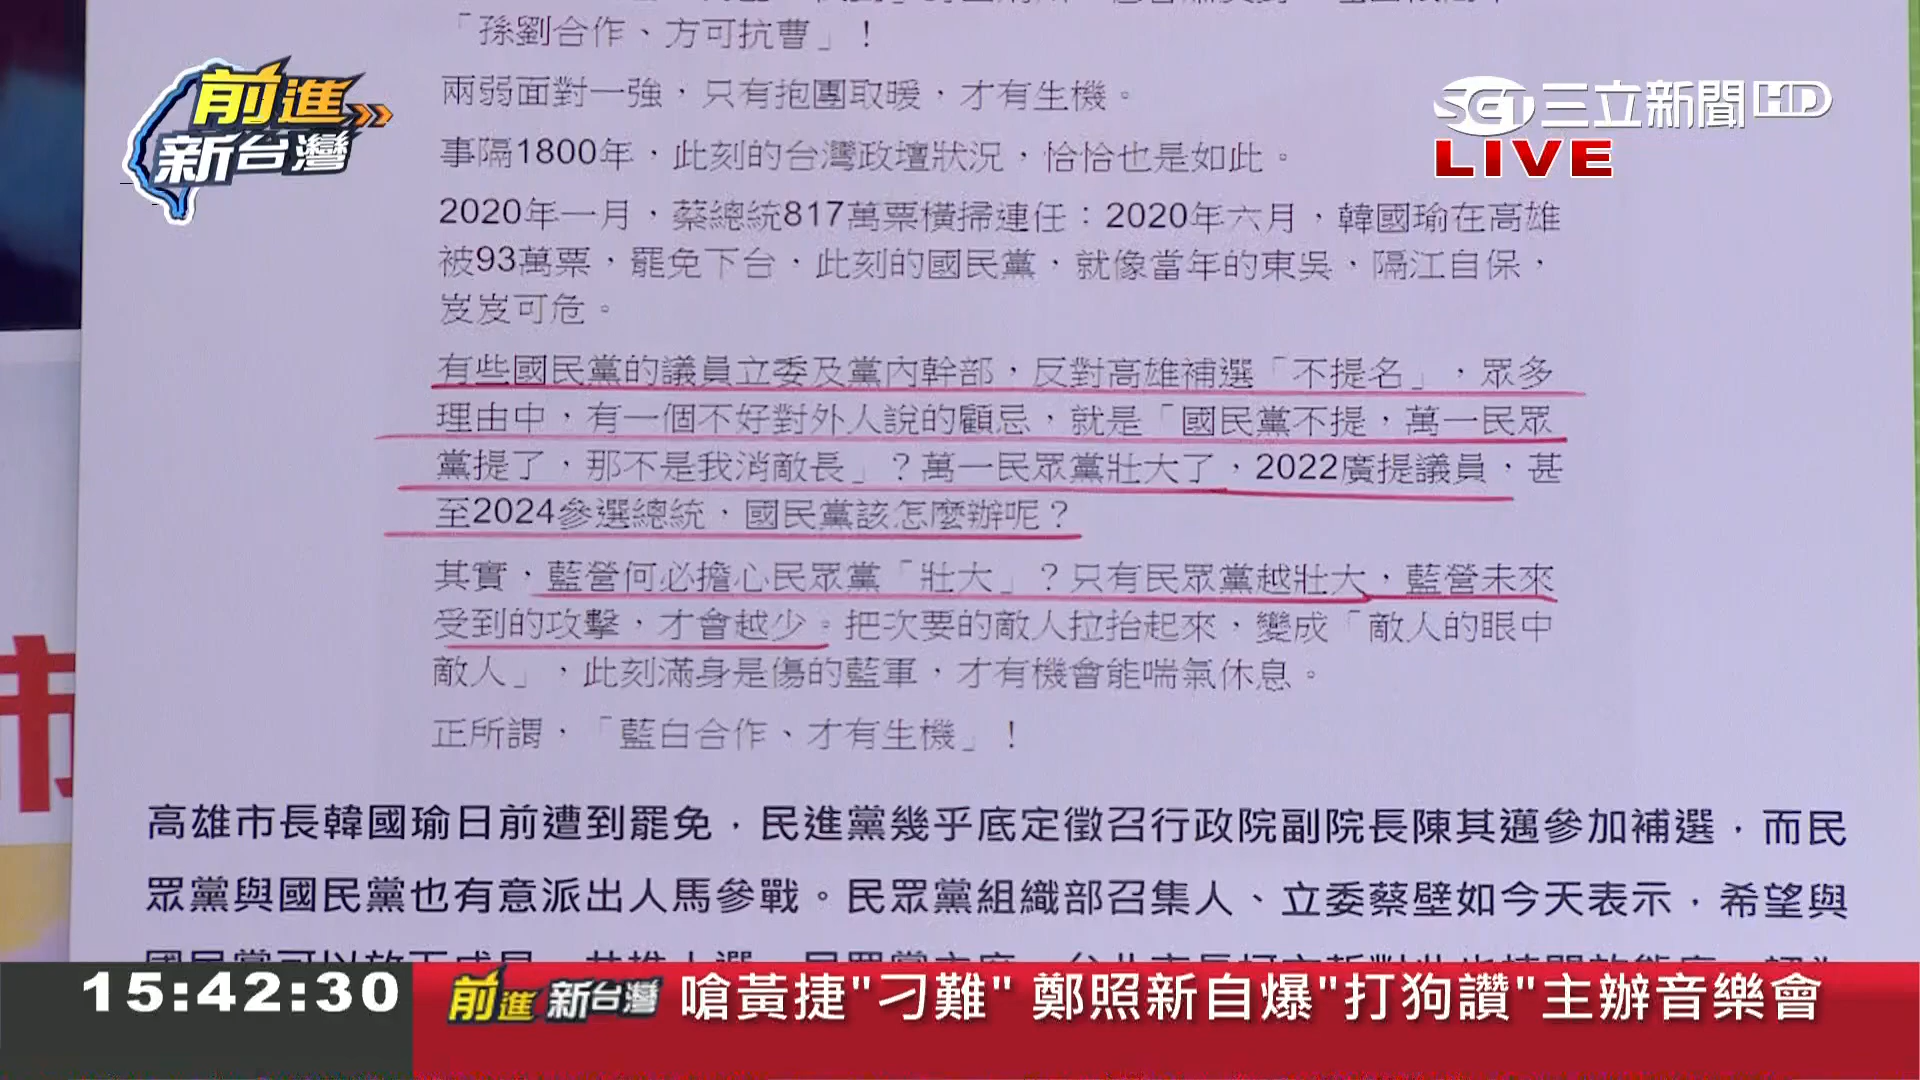 「孫劉合作、方可抗曹」！
兩弱面對一強，只有抱團取暖，才有生機。
事隔1800年，此刻的台灣政壇狀況，恰恰也是如此。
2020年一月，蔡總統817萬票橫掃連任；2020年六月，韓國瑜在高雄
被93萬票，罷免下台，此刻的國民黨，就像當年的東吳，隔江自保，
岌岌可危。
有些國民黨的議員立委及黨內幹部，反對高雄補選「不提名」，眾多
理由中，有一個不好對外人說的顧忌，就是「國民黨不提，萬一民眾
黨提了，那不是我消敵長」？萬一民眾黨壯大了，2022廣提議員，甚
至2024參選總統，國民黨該怎麼辦呢？
其實，藍營何必擔心民眾黨「壯大」？只有民眾黨越壯大，藍營未來
受到的攻擊，才會越少。把次要的敵人拉抬起來，變成「敵人的眼中
敵人」，此刻滿身是傷的藍軍，才有機會能喘氣休息。
正所謂，「藍白合作、才有生機」！
高雄市長韓國瑜日前遭到罷免，民進黨幾乎底定徵召行政院副院長陳其邁參加補選，而民
眾黨與國民黨也有意派出人馬參戰。民眾黨組織部召集人、立委蔡壁如今天表示，希望與
前進
新台灣
SET三立新聞HD
LIVE
15:42:30
前進新台灣
嗆黃捷"刁難" 鄭照新自爆"打狗讚"主辦音樂會